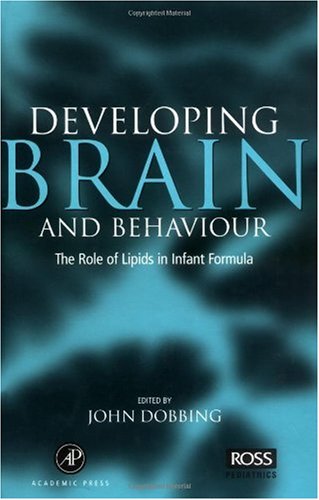 DEVELOPING
BRAIN
AND BEHAVIOUR
The Role of Lipids in Infant Formula
EDITED BY
JOHN DOBBING
AP
ACADEMIC PRESS
ROSS
PEDIATRICS